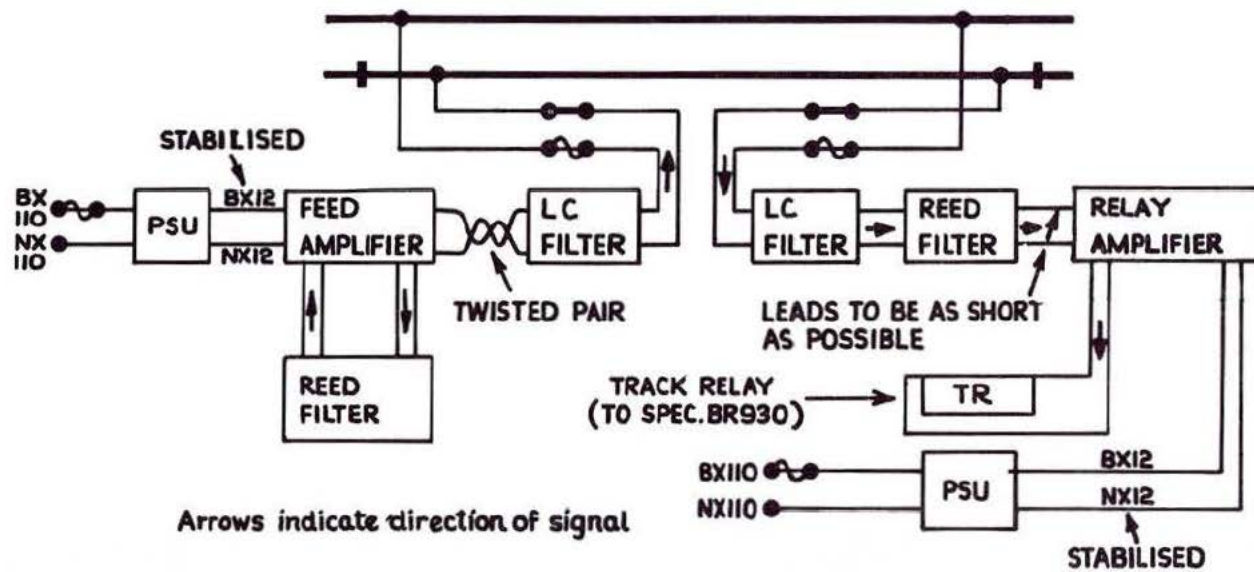 STABILISED
BX
110
NX
110
PSU
BX12
NX12
FEED
AMPLIFIER
LC
FILTER
TWISTED PAIR
REED
FILTER
LC
FILTER
REED
FILTER
RELAY
AMPLIFIER
LEADS TO BE AS SHORT
AS POSSIBLE
TRACK RELAY
(TO SPEC. BR930)
TR
BX110
NX110
PSU
BX12
NX12
STABILISED
Arrows indicate direction of signal